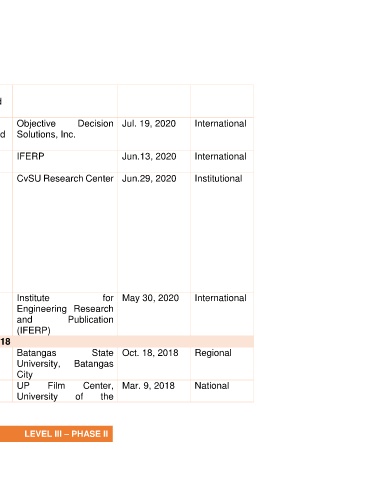 d
Objective Decision Jul. 19, 2020 International
d Solutions, Inc.
IFERP Jun.13, 2020 International
CvSU Research Center Jun.29, 2020 Institutional
Institute for May 30, 2020 International
Engineering Research
and Publication
(IFERP)
18
Batangas State Oct. 18, 2018 Regional
University, Batangas
City
UP Film Center, Mar. 9, 2018 National
University of the
LEVEL III – PHASE II